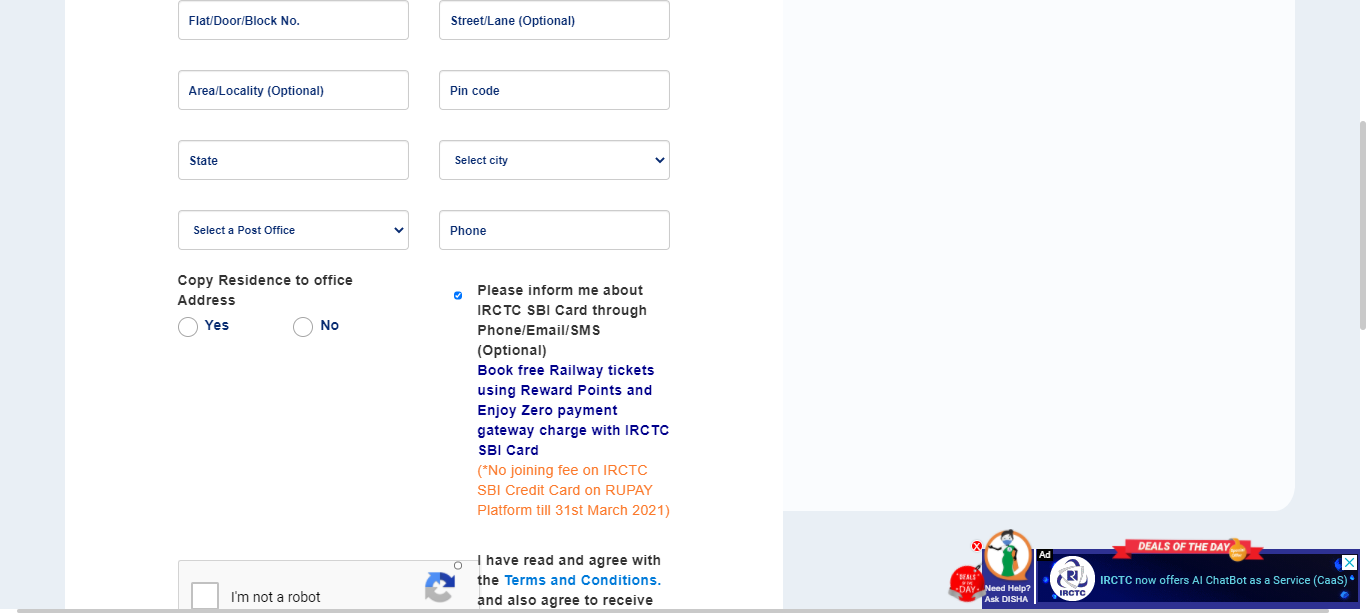 Flat/Door/Block No.
Street/Lane (Optional)
Area/Locality (Optional)
Pin code
State
Select city
Select a Post Office
Phone
Copy Residence to office
Address
Yes
No
Please inform me about
IRCTC SBI Card through
Phone/Email/SMS
(Optional)
Book free Railway tickets
using Reward Points and
Enjoy Zero payment
gateway charge with IRCTC
SBI Card
(*No joining fee on IRCTC
SBI Credit Card on RUPAY
Platform till 31st March 2021)
I have read and agree with
the Terms and Conditions.
and also agree to receive
I'm not a robot
DEALS
OF THE
DAY
Need Help?
Ask DISHA
Ad
DEALS OF THE DAY
IRCTC
IRCTC now offers AI ChatBot as a Service (CaaS)